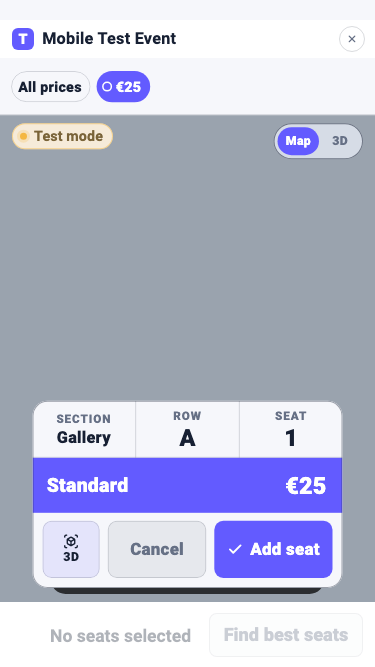 T Mobile Test Event
All prices €25
Test mode Map 3D
SECTION ROW SEAT
Gallery A 1
Standard €25
3D Cancel Add seat
No seats selected Find best seats